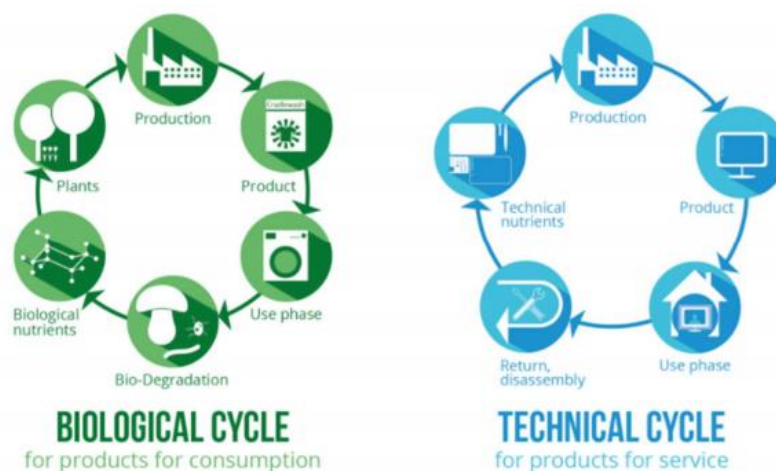 Production
Cradlewash
Plants
Product
Biological
nutrients
Use phase
Bio-Degradation
BIOLOGICAL CYCLE
for products for consumption
Production
Technical
nutrients
Product
Return,
disassembly
Use phase
TECHNICAL CYCLE
for products for service